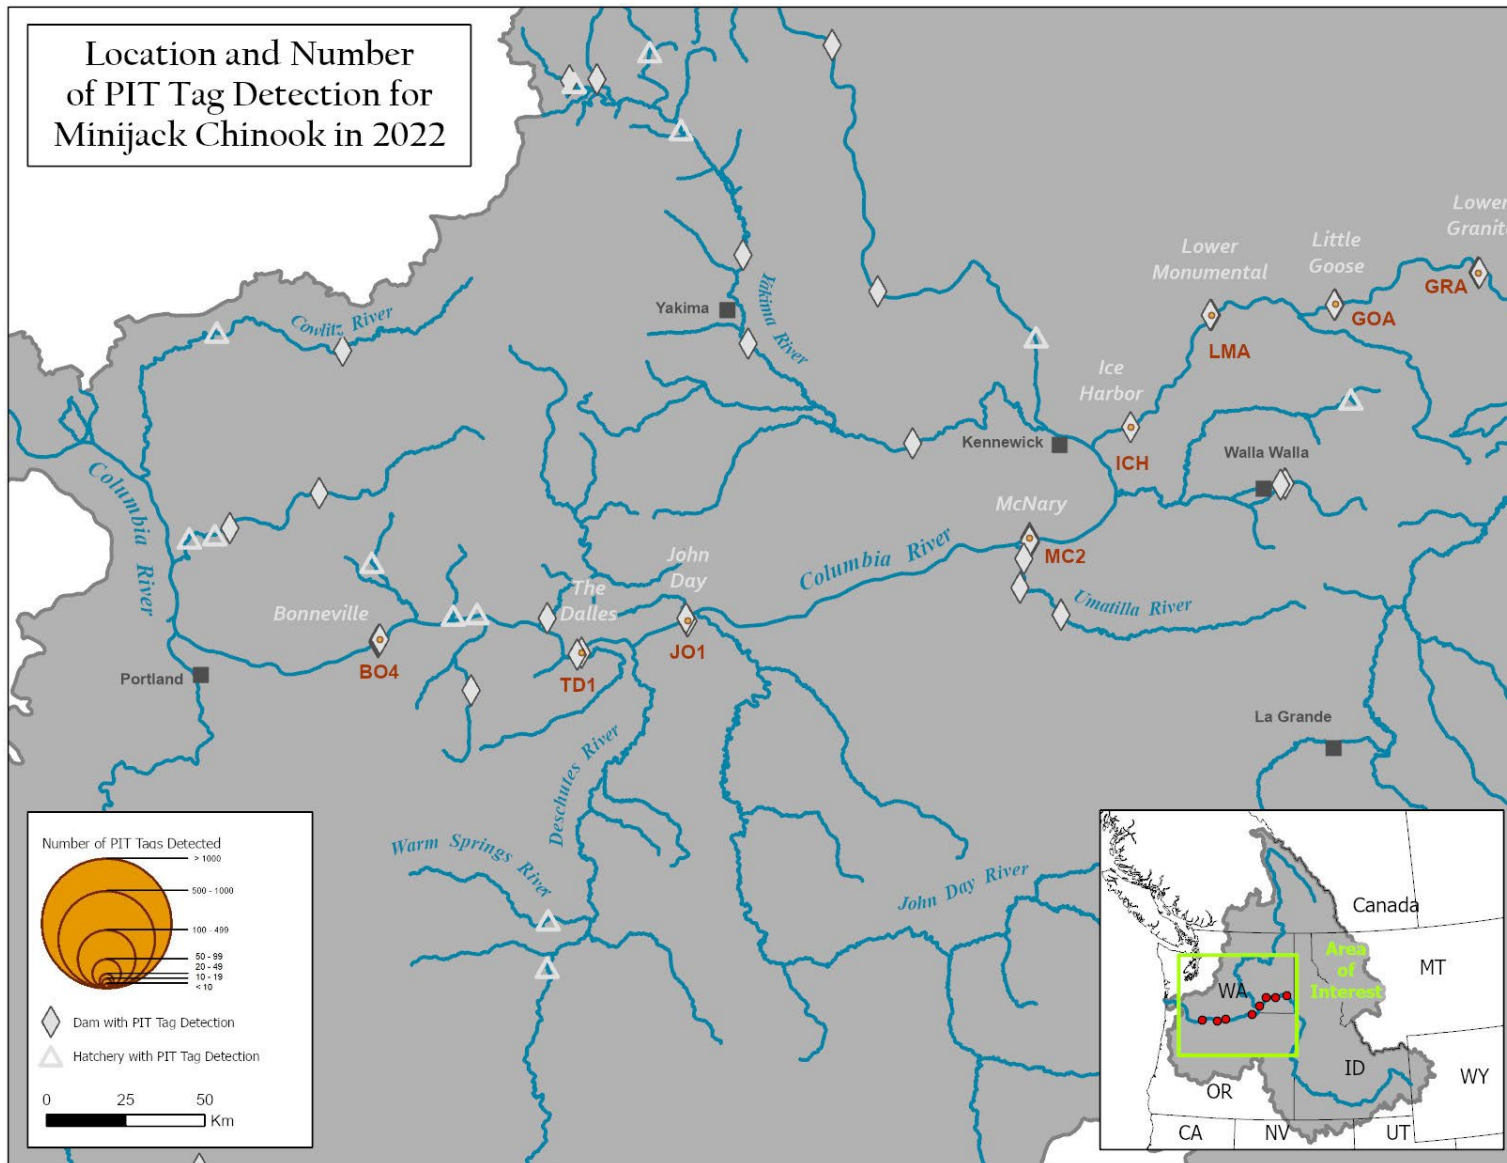 Location and Number
of PIT Tag Detection for
Minijack Chinook in 2022
Lower
Granite
Little
Goose
Lower
Monumental
GRA
GOA
LMA
Yakima
Yakima River
Cowlitz River
Ice
Harbor
Kennewick
ICH
Walla Walla
McNary
MC2
Columbia River
Columbia River
Umatilla River
John
Day
The
Dalles
Bonneville
BO4
TD1
JO1
Portland
La Grande
Deschutes River
Warm Springs River
John Day River
Number of PIT Tags Detected
> 1000
500 - 1000
100 - 499
50 - 99
20 - 49
10 - 19
< 10
Dam with PIT Tag Detection
Hatchery with PIT Tag Detection
0 25 50
Km
Canada
Area
of
Interest
MT
WA
ID
WY
OR
CA
NV
UT